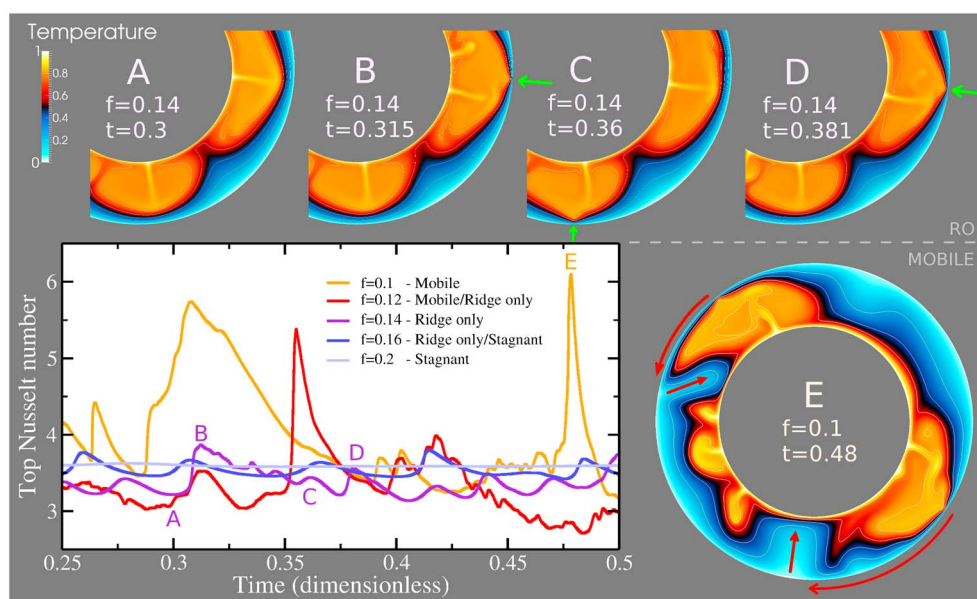 Temperature
1
0.8
0.6
0.4
0.2
0
A
f=0.14
t=0.3
B
f=0.14
t=0.315
C
f=0.14
t=0.36
D
f=0.14
t=0.381
RO
MOBILE
Top Nusselt number
6
5
4
3
E
f=0.1 - Mobile
f=0.12 - Mobile/Ridge only
f=0.14 - Ridge only
f=0.16 - Ridge only/Stagnant
f=0.2 - Stagnant
B
D
A
C
0.25 0.3 0.35 0.4 0.45 0.5
Time (dimensionless)
E
f=0.1
t=0.48